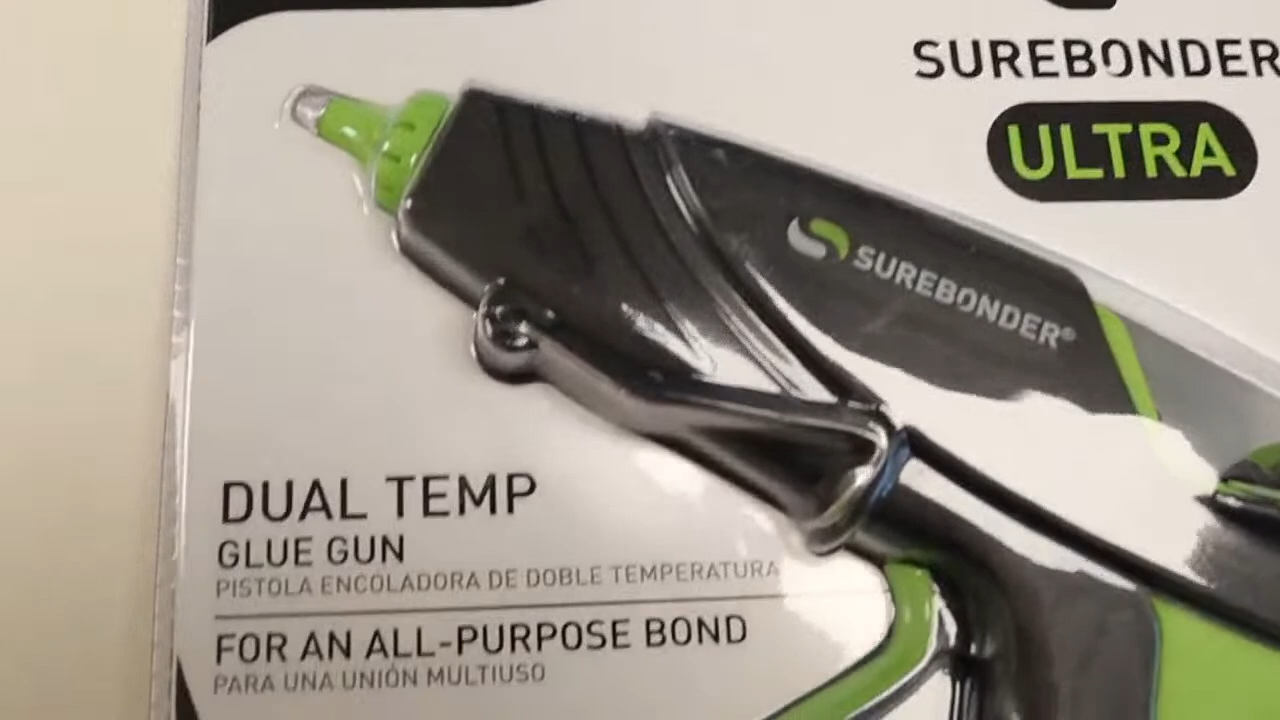 SUREBONDER
ULTRA
SUREBONDER®
DUAL TEMP
GLUE GUN
PISTOLA ENCOLADORA DE DOBLE TEMPERATURA
FOR AN ALL-PURPOSE BOND
PARA UNA UNIÓN MULTIUSO